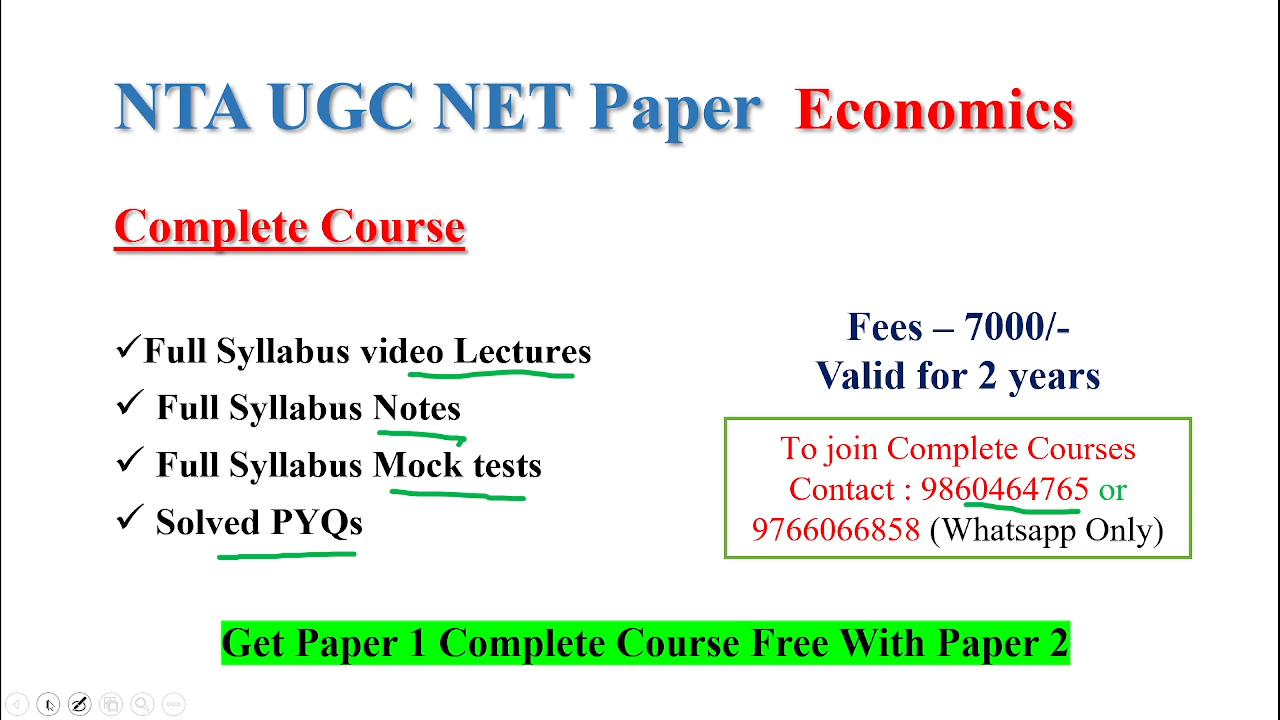 NTA UGC NET Paper Economics
Complete Course
✓Full Syllabus video Lectures
✓ Full Syllabus Notes
✓ Full Syllabus Mock tests
✓ Solved PYQs
Fees – 7000/-
Valid for 2 years
To join Complete Courses
Contact : 9860464765 or
9766066858 (Whatsapp Only)
Get Paper 1 Complete Course Free With Paper 2